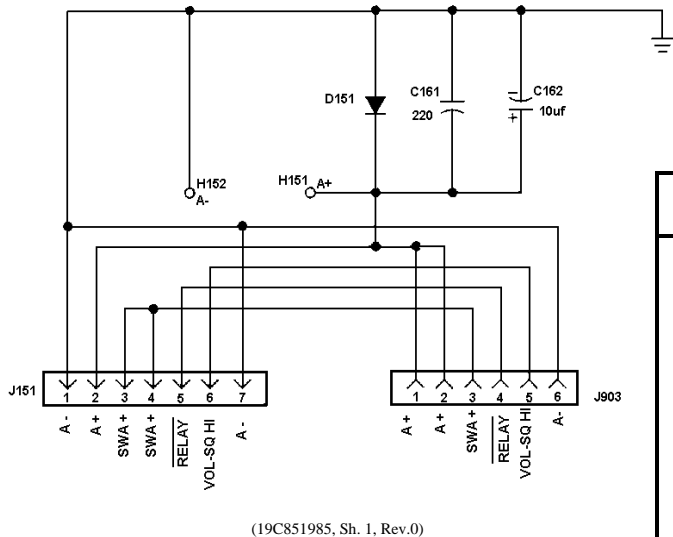 D151
C161
220
−
C162
10uf
+
H152
A-
H151
A+
J151
1 2 3 4 5 6 7
A -
A +
SWA +
SWA +
RELAY
VOL-SQ HI
A -
1 2 3 4 5 6
J903
A +
A +
SWA +
RELAY
VOL-SQ HI
A-
(19C851985, Sh. 1, Rev.0)